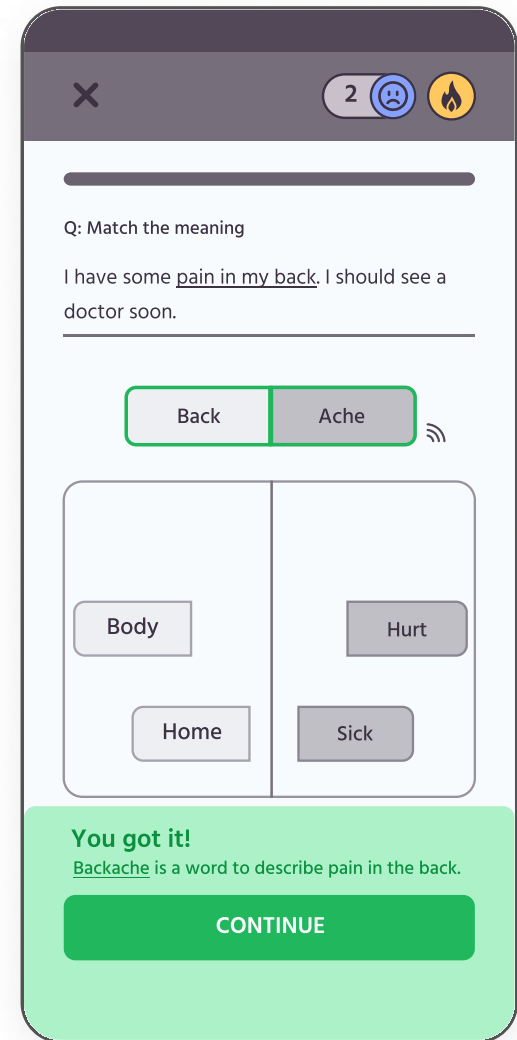 2
Q: Match the meaning
I have some pain in my back. I should see a
doctor soon.
Back Ache
Body Hurt
Home Sick
You got it!
Backache is a word to describe pain in the back.
CONTINUE